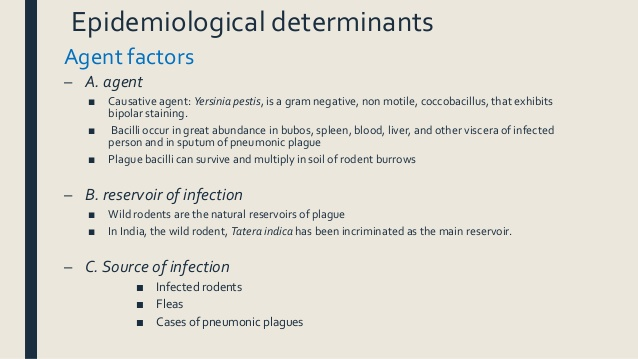 Epidemiological determinants
Agent factors
– A. agent
■ Causative agent: Yersinia pestis, is a gram negative, non motile, coccobacillus, that exhibits
bipolar staining.
■ Bacilli occur in great abundance in bubos, spleen, blood, liver, and other viscera of infected
person and in sputum of pneumonic plague
■ Plague bacilli can survive and multiply in soil of rodent burrows
– B. reservoir of infection
■ Wild rodents are the natural reservoirs of plague
■ In India, the wild rodent, Tatera indica has been incriminated as the main reservoir.
– C. Source of infection
■ Infected rodents
■ Fleas
■ Cases of pneumonic plagues